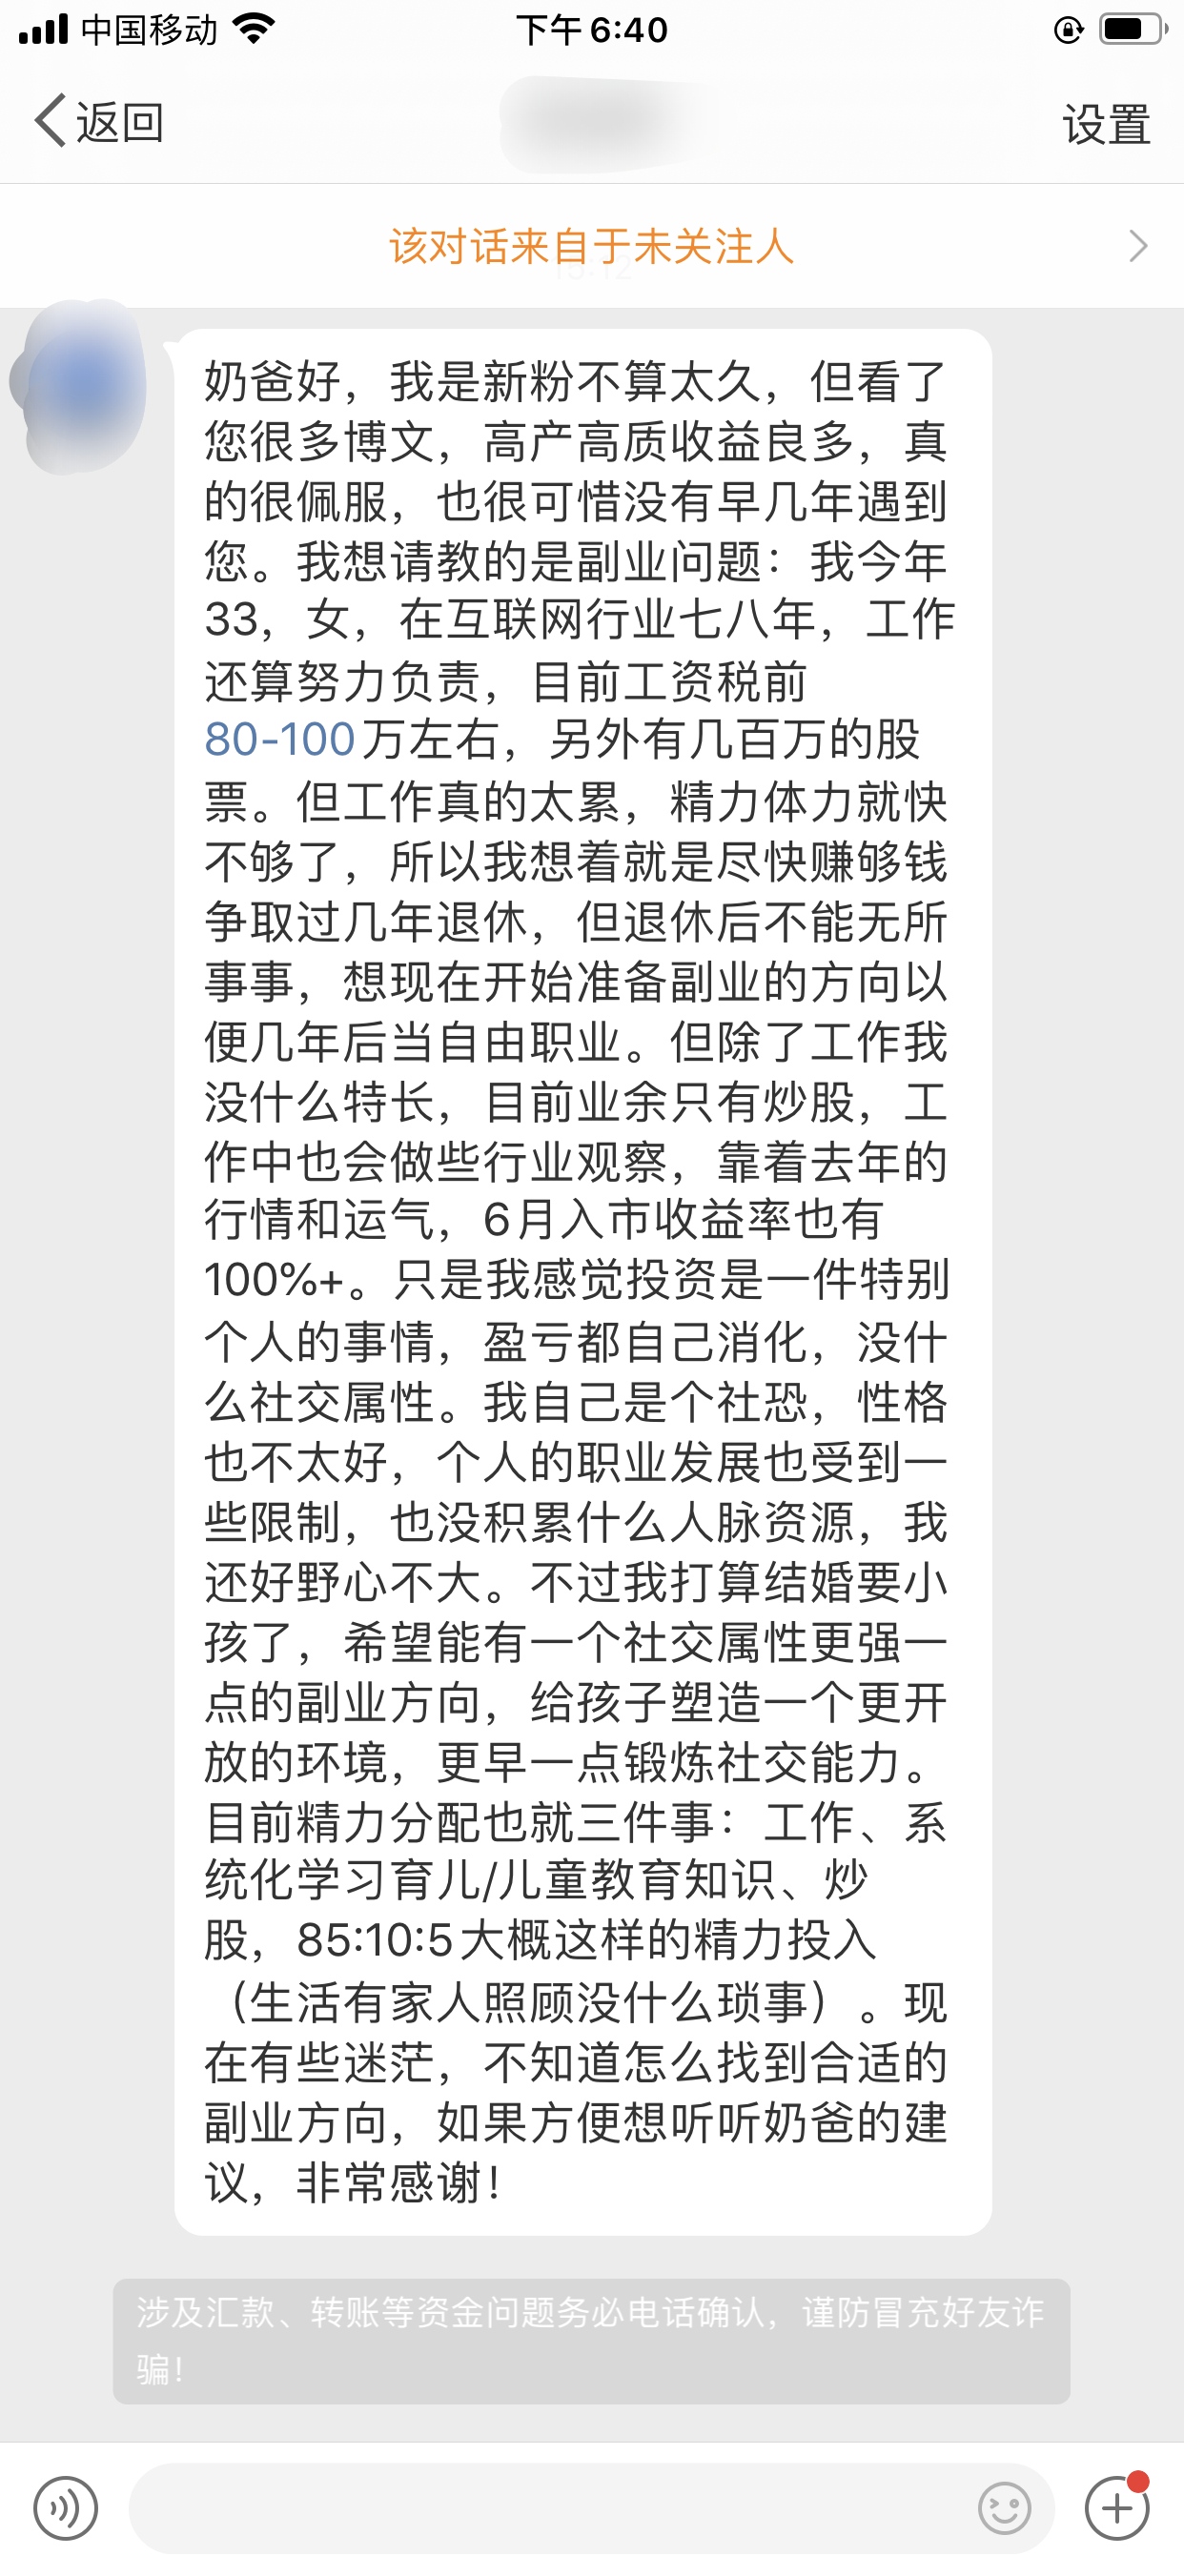 中国移动
下午6:40
返回
设置
该对话来自于未关注人
15:12
奶爸好，我是新粉不算太久，但看了
您很多博文，高产高质收益良多，真
的很佩服，也很可惜没有早几年遇到
您。我想请教的是副业问题：我今年
33，女，在互联网行业七八年，工作
还算努力负责，目前工资税前
80-100万左右，另外有几百万的股
票。但工作真的太累，精力体力就快
不够了，所以我想着就是尽快赚够钱
争取过几年退休，但退休后不能无所
事事，想现在开始准备副业的方向以
便几年后当自由职业。但除了工作我
没什么特长，目前业余只有炒股，工
作中也会做些行业观察，靠着去年的
行情和运气，6月入市收益率也有
100%+。只是我感觉投资是一件特别
个人的事情，盈亏都自己消化，没什
么社交属性。我自己是个社恐，性格
也不太好，个人的职业发展也受到一
些限制，也没积累什么人脉资源，我
还好野心不大。不过我打算结婚要小
孩了，希望能有一个社交属性更强一
点的副业方向，给孩子塑造一个更开
放的环境，更早一点锻炼社交能力。
目前精力分配也就三件事：工作、系
统化学习育儿/儿童教育知识、炒
股，85:10:5大概这样的精力投入
（生活有家人照顾没什么琐事）。现
在有些迷茫，不知道怎么找到合适的
副业方向，如果方便想听听奶爸的建
议，非常感谢！
涉及汇款、转账等资金问题务必电话确认，谨防冒充好友诈
骗！